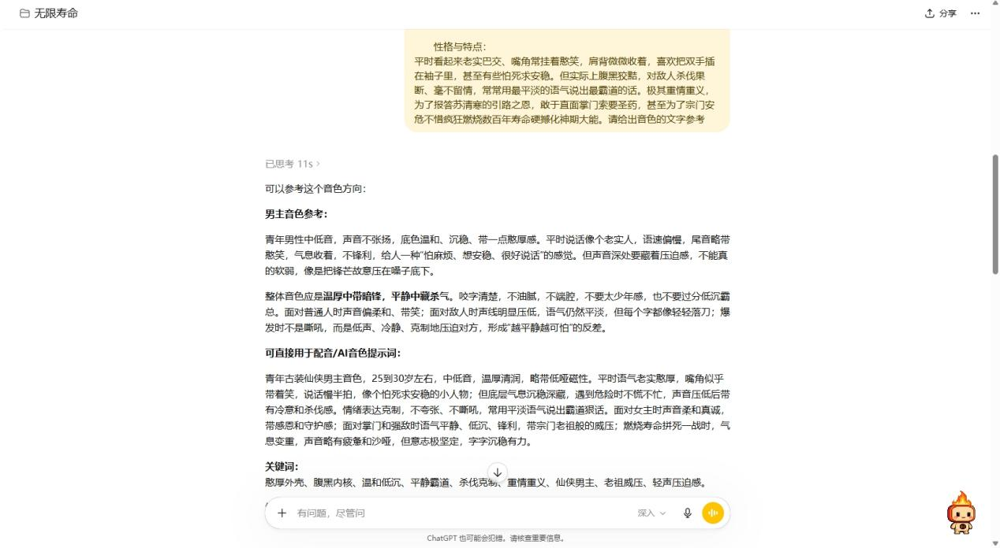 无限寿命
分享
性格与特点：
平时看起来老实巴交、嘴角常挂着憨笑，肩背微微收着，喜欢把双手插
在袖子里，甚至有些怕死求安稳。但实际上腹黑狡黠，对敌人杀伐果
断、毫不留情，常常用最平淡的语气说出最霸道的话。极其重情重义，
为了报答苏清寒的引路之恩，敢于直面掌门索要圣药，甚至为了宗门安
危不惜疯狂燃烧数百年寿命硬撼化神期大能。请给出音色的文字参考
已思考 11s
可以参考这个音色方向：
男主音色参考：
青年男性中低音，声音不张扬，底色温和、沉稳、带一点憨厚感。平时说话像个老实人，语速偏慢，尾音略带
憨笑，气息收着，不锋利，给人一种“怕麻烦、想安稳、很好说话”的感觉。但声音深处要藏着压迫感，不能真
的软弱，像是把锋芒故意压在嗓子底下。
整体音色应是温厚中带暗锋，平静中藏杀气。咬字清楚，不油腻，不端腔，不要太少年感，也不要过分低沉霸
总。面对普通人时声音偏柔和、带笑；面对敌人时声线明显压低，语气仍然平淡，但每个字都像轻轻落刀；爆
发时不是嘶吼，而是低声、冷静、克制地压迫对方，形成“越平静越可怕”的反差。
可直接用于配音/AI音色提示词：
青年古装仙侠男主音色，25到30岁左右，中低音，温厚清润，略带低哑磁性。平时语气老实憨厚，嘴角似乎
带着笑，说话慢半拍，像个怕死求安稳的小人物；但底层气息沉稳深藏，遇到危险时不慌不忙，声音压低后带
有冷意和杀伐感。情绪表达克制，不夸张、不嘶吼，常用平淡语气说出霸道狠话。面对女主时声音柔和真诚，
带感恩和守护感；面对掌门和强敌时语气平静、低沉、锋利，带宗门老祖般的威压；燃烧寿命拼死一战时，气
息变重，声音略有疲惫和沙哑，但意志极坚定，字字沉稳有力。
关键词：
憨厚外壳、腹黑内核、温和低沉、平静霸道、杀伐克制、重情重义、仙侠男主、老祖威压、轻声压迫感。
有问题，尽管问
深入
ChatGPT 也可能会犯错。请核查重要信息。